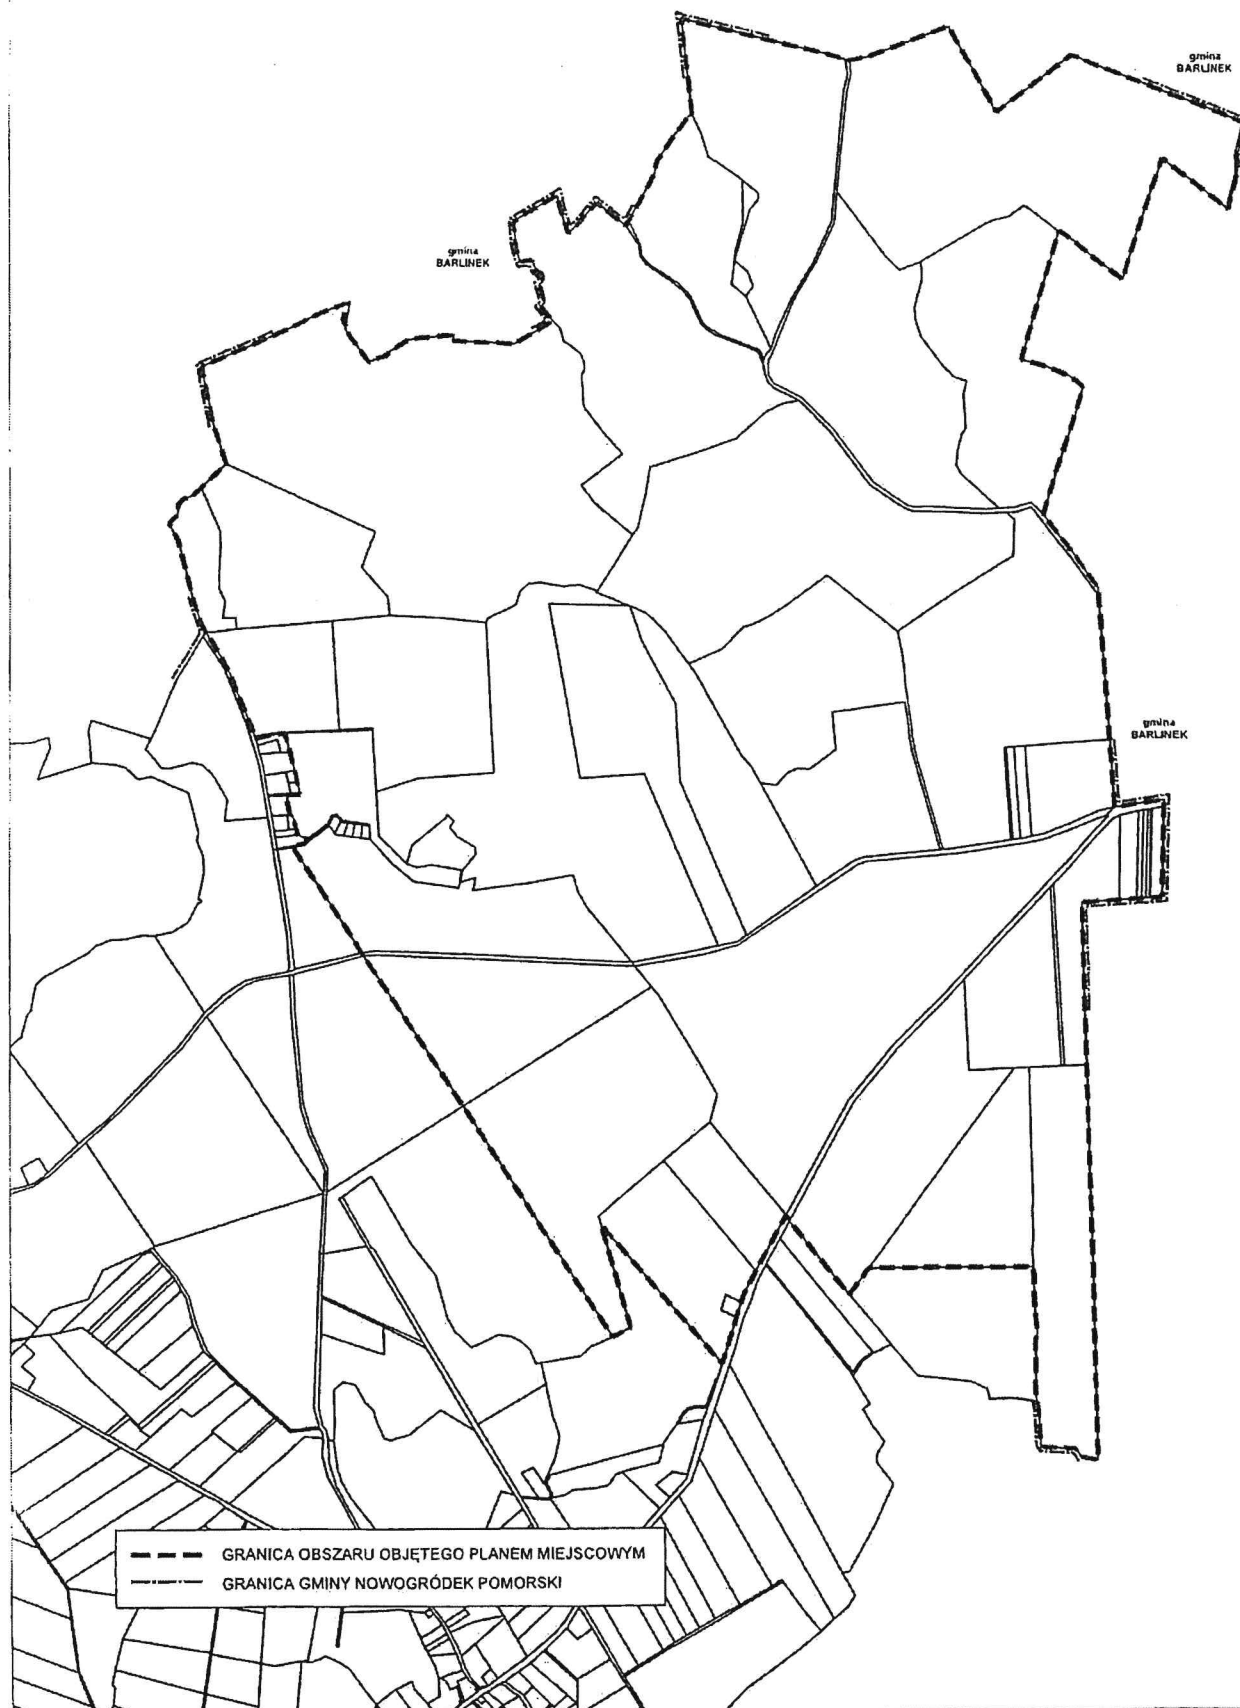 gmina
BARLINEK
gmina
BARLINEK
gmina
BARLINEK
GRANICA OBSZARU OBJĘTEGO PLANEM MIEJSCOWYM
GRANICA GMINY NOWOGRÓDEK POMORSKI